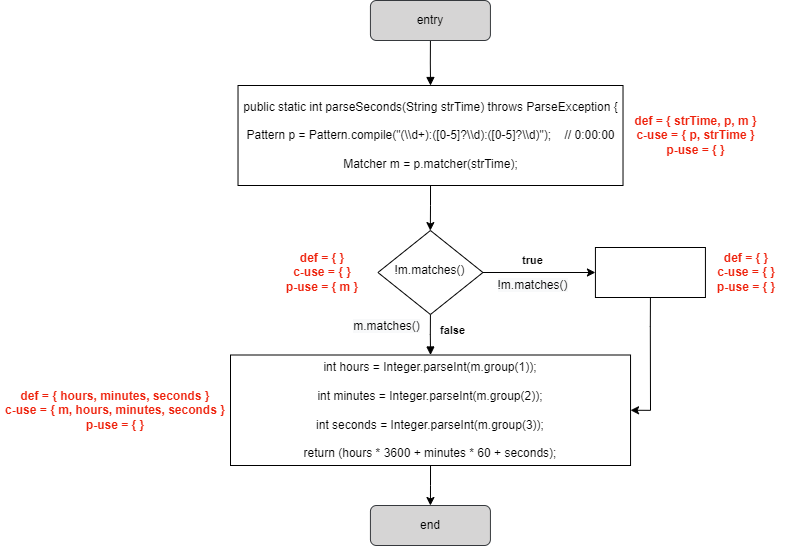 entry
public static int parseSeconds(String strTime) throws ParseException {
Pattern p = Pattern.compile("(\\d+):([0-5]?\\d):([0-5]?\\d)"); // 0:00:00
Matcher m = p.matcher(strTime);
def = { strTime, p, m }
c-use = { p, strTime }
p-use = { }
def = { }
c-use = { }
p-use = { m }
!m.matches()
true
!m.matches()
def = { }
c-use = { }
p-use = { }
m.matches()
false
def = { hours, minutes, seconds }
c-use = { m, hours, minutes, seconds }
p-use = { }
int hours = Integer.parseInt(m.group(1));
int minutes = Integer.parseInt(m.group(2));
int seconds = Integer.parseInt(m.group(3));
return (hours * 3600 + minutes * 60 + seconds);
end